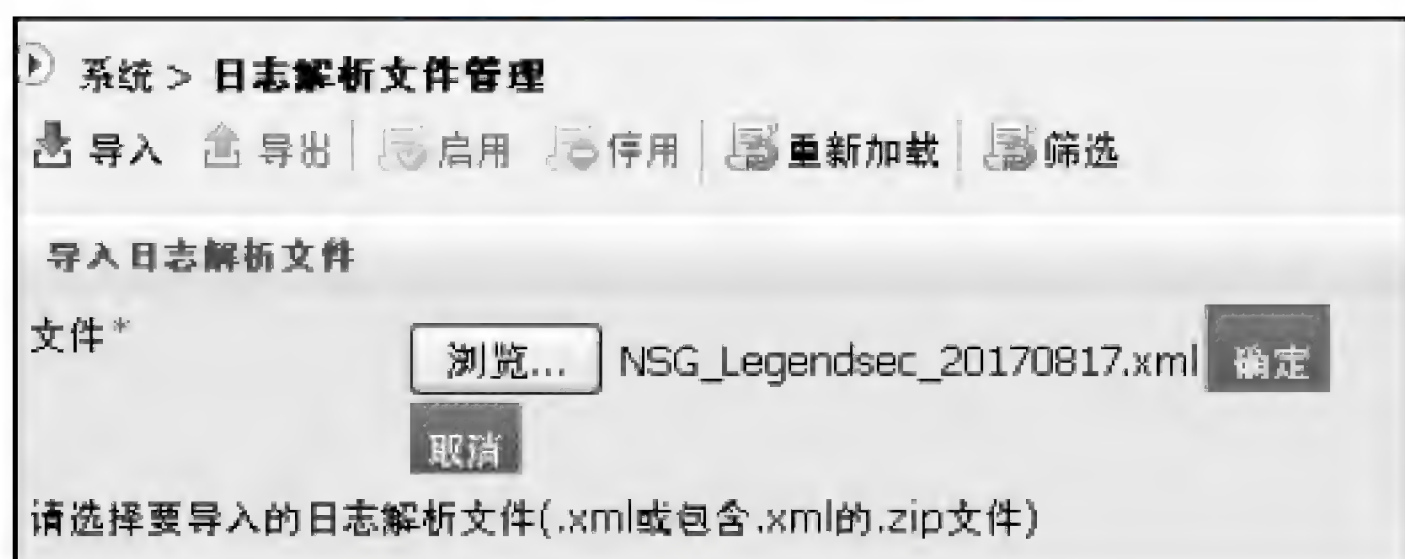 系统 > 日志解析文件管理
导入 导出 启用 停用 重新加载 筛选
导入日志解析文件
文件* 浏览... NSG_Legendsec_20170817.xml 确定
取消
请选择要导入的日志解析文件(.xml或包含.xml的.zip文件)